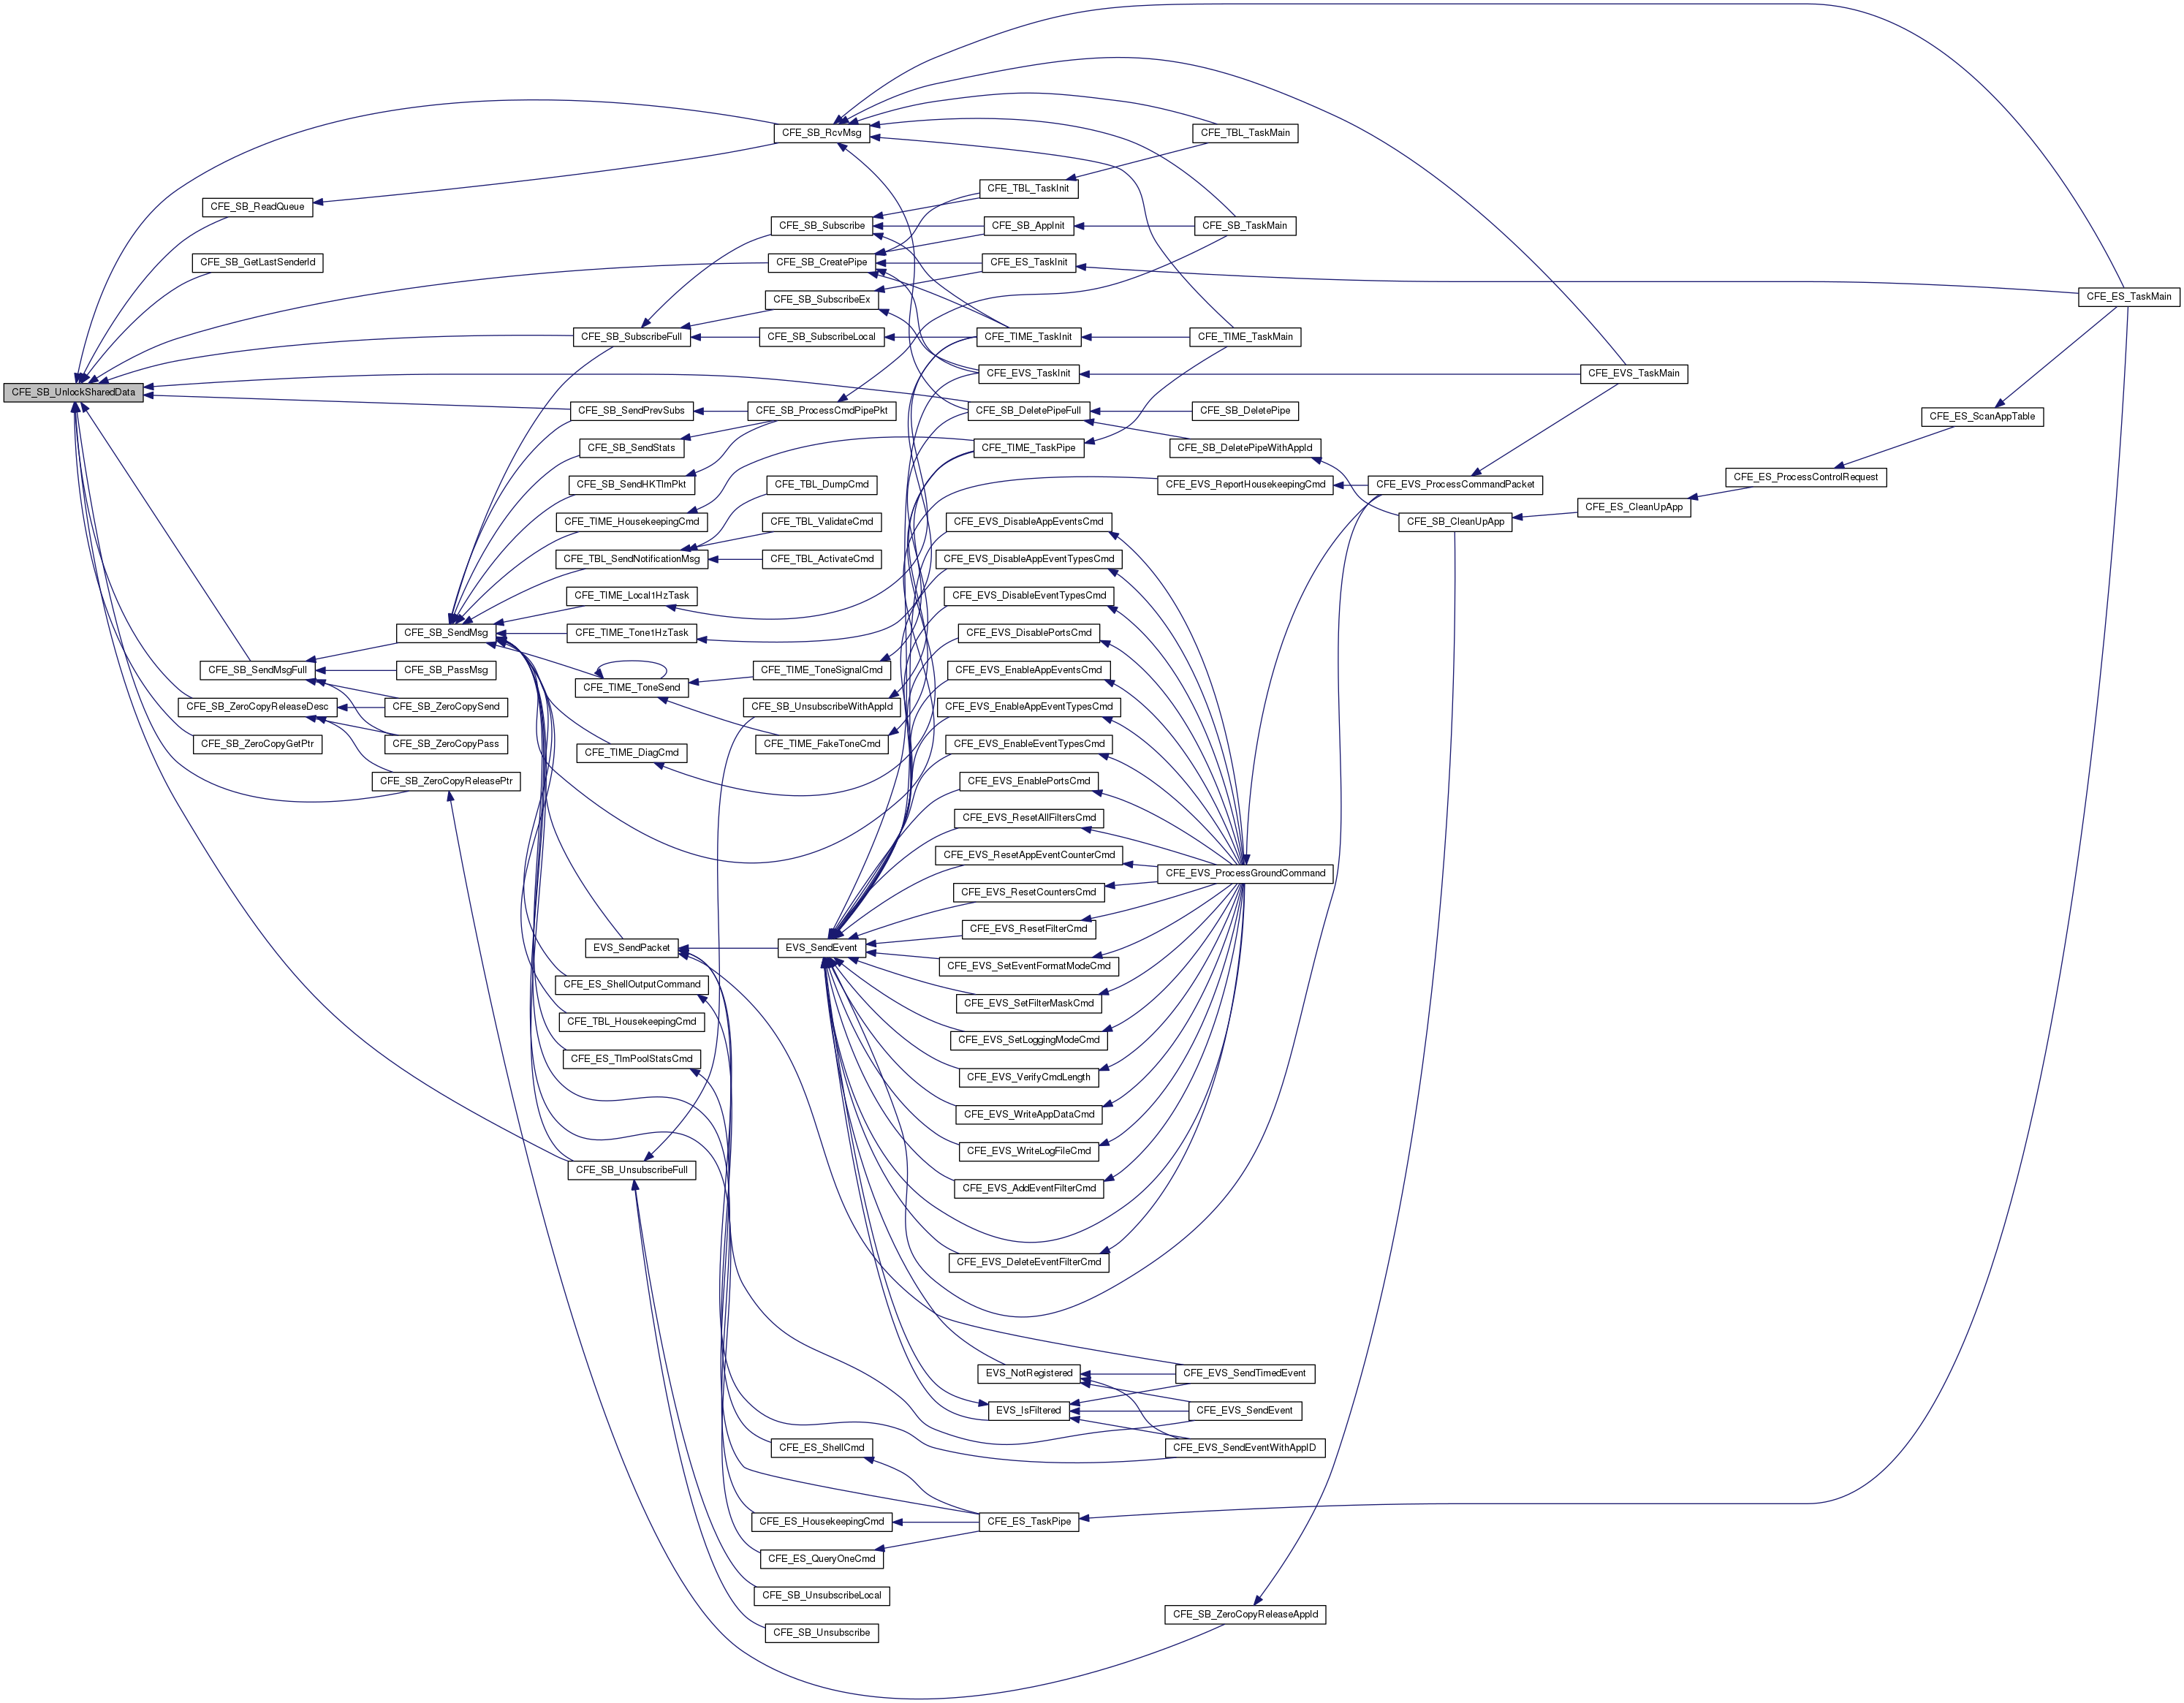 CFE_SB_UnlockSharedData
CFE_SB_ReadQueue
CFE_SB_GetLastSenderId
CFE_SB_SendMsgFull
CFE_SB_ZeroCopyReleaseDesc
CFE_SB_ZeroCopyGetPtr
CFE_SB_SendMsg
CFE_SB_PassMsg
CFE_SB_ZeroCopySend
CFE_SB_ZeroCopyPass
CFE_SB_ZeroCopyReleasePtr
CFE_SB_SubscribeFull
CFE_SB_SendPrevSubs
CFE_SB_SendStats
CFE_SB_SendHKTlmPkt
CFE_TIME_HousekeepingCmd
CFE_TBL_SendNotificationMsg
CFE_TIME_Local1HzTask
CFE_TIME_Tone1HzTask
CFE_TIME_ToneSend
CFE_TIME_DiagCmd
EVS_SendPacket
CFE_ES_ShellOutputCommand
CFE_TBL_HousekeepingCmd
CFE_ES_TlmPoolStatsCmd
CFE_SB_UnsubscribeFull
CFE_SB_RcvMsg
CFE_SB_Subscribe
CFE_SB_CreatePipe
CFE_SB_SubscribeEx
CFE_SB_SubscribeLocal
CFE_SB_ProcessCmdPipePkt
CFE_TBL_DumpCmd
CFE_TBL_ValidateCmd
CFE_TBL_ActivateCmd
CFE_TIME_ToneSignalCmd
CFE_SB_UnsubscribeWithAppId
CFE_TIME_FakeToneCmd
EVS_SendEvent
CFE_ES_ShellCmd
CFE_ES_HousekeepingCmd
CFE_ES_QueryOneCmd
CFE_SB_UnsubscribeLocal
CFE_SB_Unsubscribe
CFE_TBL_TaskInit
CFE_SB_AppInit
CFE_ES_TaskInit
CFE_TIME_TaskInit
CFE_EVS_TaskInit
CFE_SB_DeletePipeFull
CFE_TIME_TaskPipe
CFE_EVS_DisableAppEventsCmd
CFE_EVS_DisableAppEventTypesCmd
CFE_EVS_DisableEventTypesCmd
CFE_EVS_DisablePortsCmd
CFE_EVS_EnableAppEventsCmd
CFE_EVS_EnableAppEventTypesCmd
CFE_EVS_EnableEventTypesCmd
CFE_EVS_EnablePortsCmd
CFE_EVS_ResetAllFiltersCmd
CFE_EVS_ResetAppEventCounterCmd
CFE_EVS_ResetCountersCmd
CFE_EVS_ResetFilterCmd
CFE_EVS_SetEventFormatModeCmd
CFE_EVS_SetFilterMaskCmd
CFE_EVS_SetLoggingModeCmd
CFE_EVS_VerifyCmdLength
CFE_EVS_WriteAppDataCmd
CFE_EVS_WriteLogFileCmd
CFE_EVS_AddEventFilterCmd
CFE_EVS_DeleteEventFilterCmd
EVS_NotRegistered
EVS_IsFiltered
CFE_ES_TaskPipe
CFE_TBL_TaskMain
CFE_SB_TaskMain
CFE_TIME_TaskMain
CFE_SB_DeletePipe
CFE_SB_DeletePipeWithAppId
CFE_EVS_ReportHousekeepingCmd
CFE_EVS_ProcessGroundCommand
CFE_EVS_SendTimedEvent
CFE_EVS_SendEvent
CFE_EVS_SendEventWithAppID
CFE_SB_ZeroCopyReleaseAppId
CFE_EVS_ProcessCommandPacket
CFE_SB_CleanUpApp
CFE_EVS_TaskMain
CFE_ES_CleanUpApp
CFE_ES_ProcessControlRequest
CFE_ES_ScanAppTable
CFE_ES_TaskMain